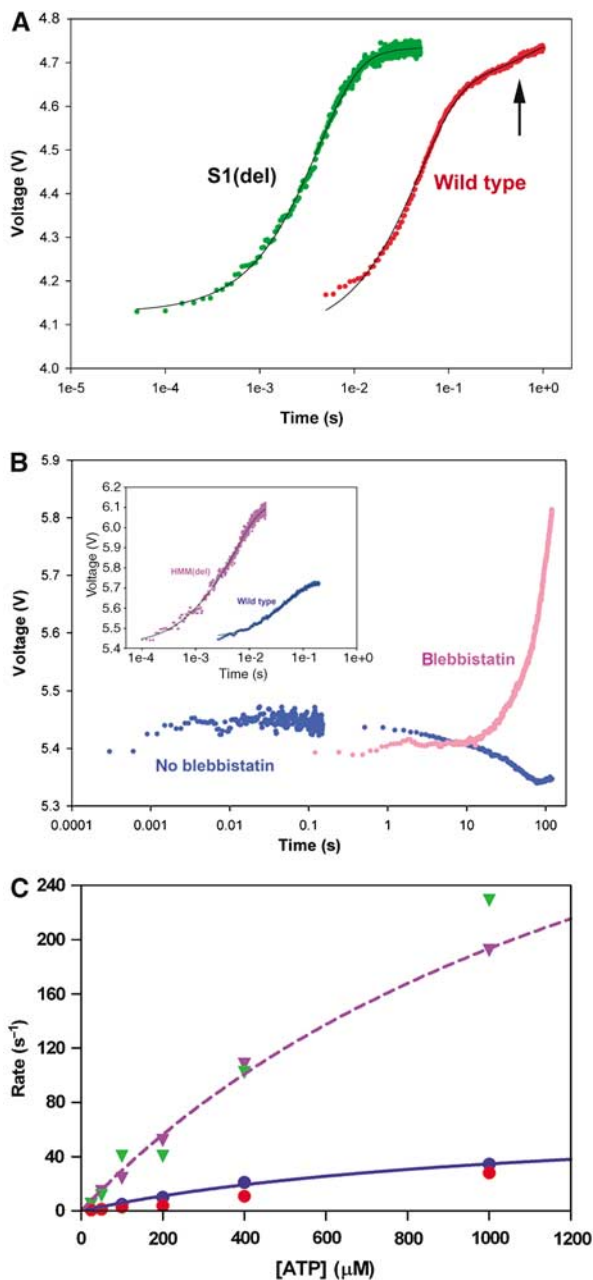 A
4.8
4.7
4.6
4.5
4.4
4.3
4.2
4.1
4.0
Voltage (V)
S1(del)
Wild type
1e-5 1e-4 1e-3 1e-2 1e-1 1e+0
Time (s)
B
5.9
5.8
5.7
5.6
5.5
5.4
5.3
Voltage (V)
6.2
6.1
6.0
5.9
5.8
5.7
5.6
5.5
5.4
Voltage (V)
HMM(del)
Wild type
1e-4 1e-3 1e-2 1e-1 1e+0
Time (s)
Blebbistatin
No blebbistatin
0.0001 0.001 0.01 0.1 1 10 100
Time (s)
C
240
200
160
120
80
40
0
Rate (s⁻¹)
0 200 400 600 800 1000 1200
[ATP] (μM)